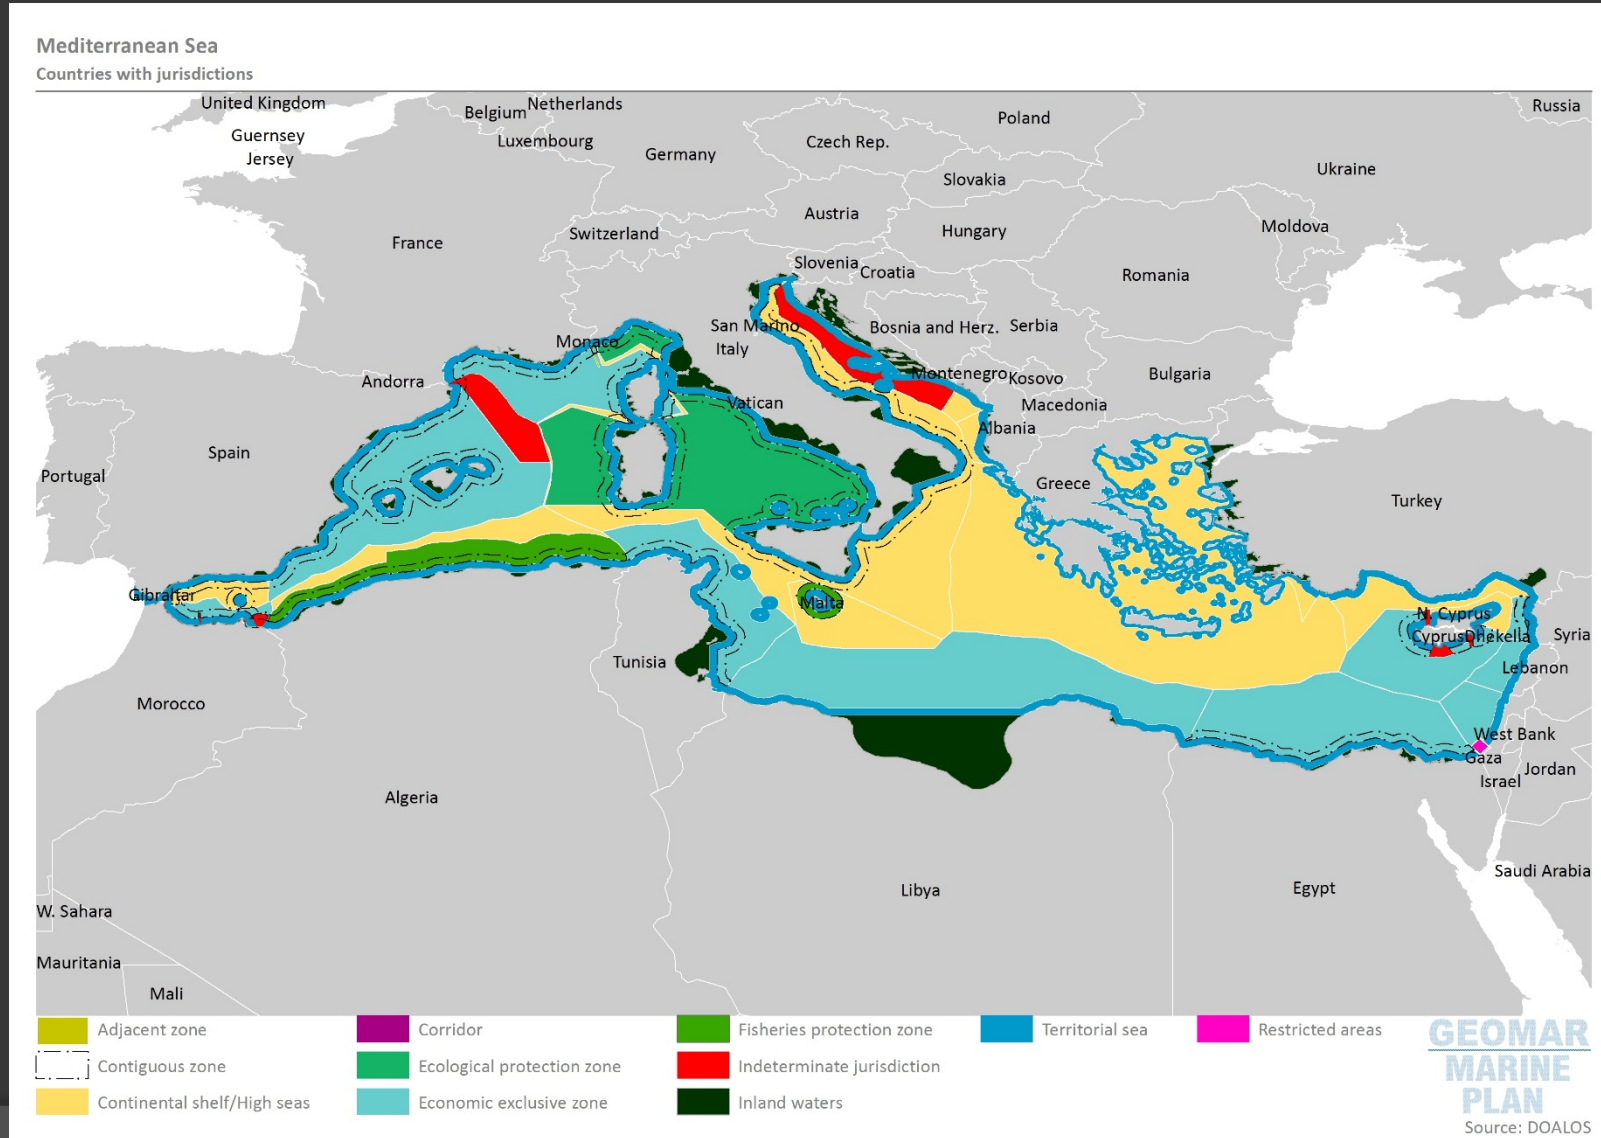 Mediterranean Sea
Countries with jurisdictions
United Kingdom
Belgium
Netherlands
Poland
Russia
Guernsey
Luxembourg
Czech Rep.
Jersey
Germany
Ukraine
Slovakia
Austria
Moldova
France
Switzerland
Hungary
Slovenia
Croatia
Romania
San Marino
Bosnia and Herz.
Serbia
Monaco
Italy
Andorra
Montenegro
Kosovo
Bulgaria
Vatican
Macedonia
Albania
Spain
Portugal
Greece
Turkey
Gibraltar
Malta
N. Cyprus
Cyprus
Dhekelia
Syria
Tunisia
Lebanon
Morocco
West Bank
Gaza
Jordan
Israel
Algeria
Libya
Egypt
Saudi Arabia
W. Sahara
Mauritania
Mali
Adjacent zone
Corridor
Fisheries protection zone
Territorial sea
Restricted areas
Contiguous zone
Ecological protection zone
Indeterminate jurisdiction
Continental shelf/High seas
Economic exclusive zone
Inland waters
GEOMAR
MARINE
PLAN
Source: DOALOS